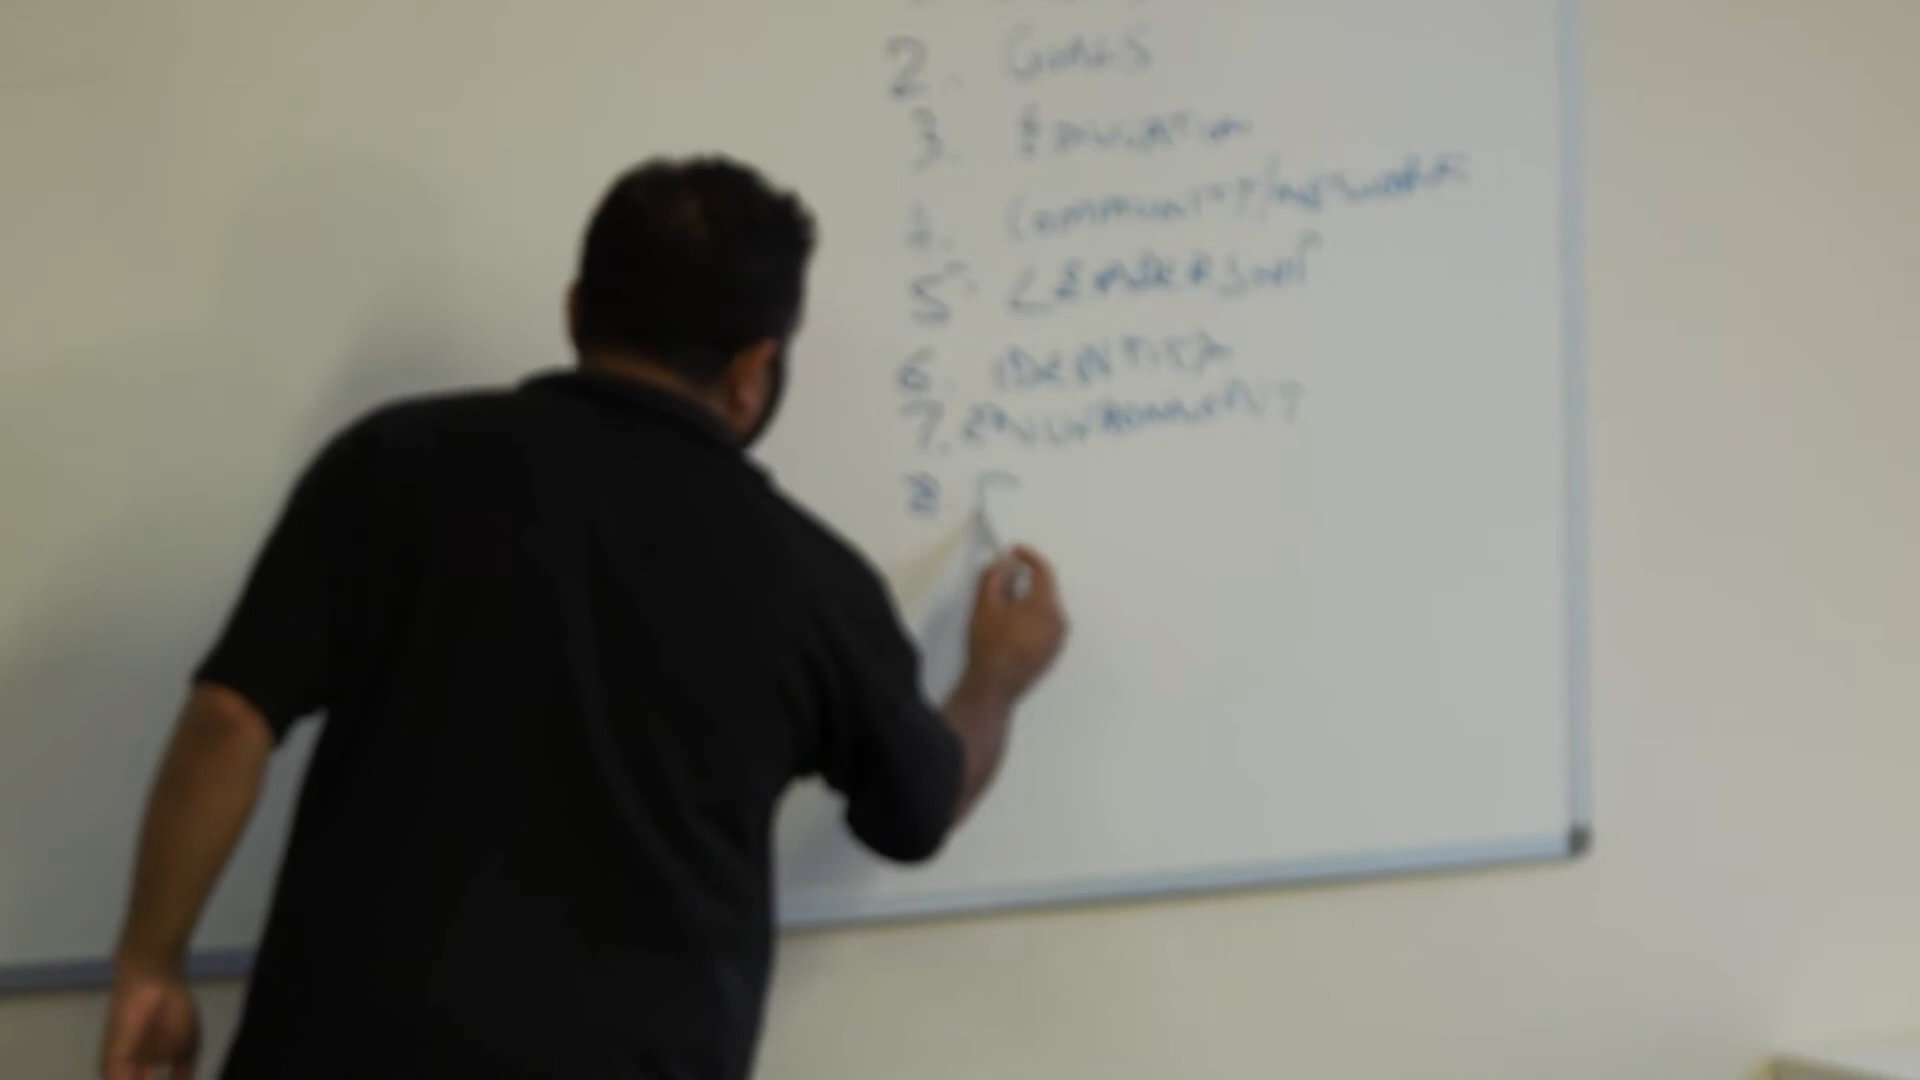 2. GOALS
3. EDUCATION
4. COMMUNITY/NETWORK
5. LEADERSHIP
6. IDENTITY
7. ENVIRONMENT
8.